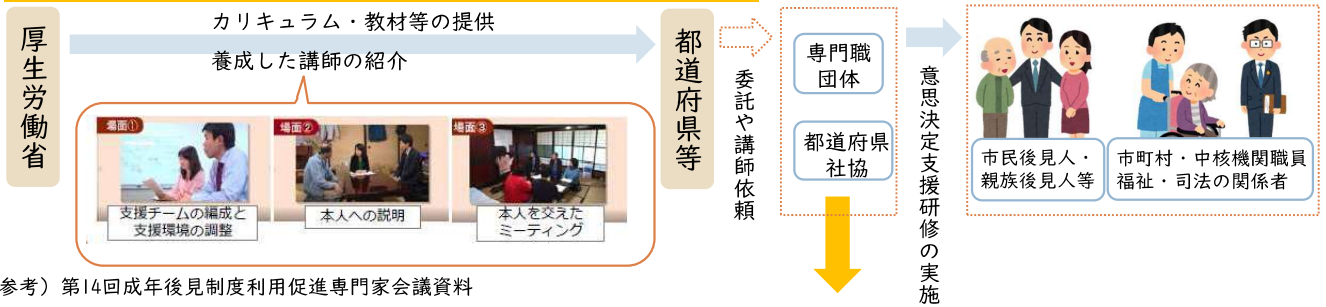 厚生労働省
カリキュラム・教材等の提供
養成した講師の紹介
場面①
支援チームの編成と
支援環境の調整
場面②
本人への説明
場面③
本人を交えた
ミーティング
都道府県等
委託や講師依頼
専門職
団体
都道府県
社協
意思決定支援研修の実施
市民後見人・
親族後見人等
市町村・中核機関職員
福祉・司法の関係者
参考）第14回成年後見制度利用促進専門家会議資料